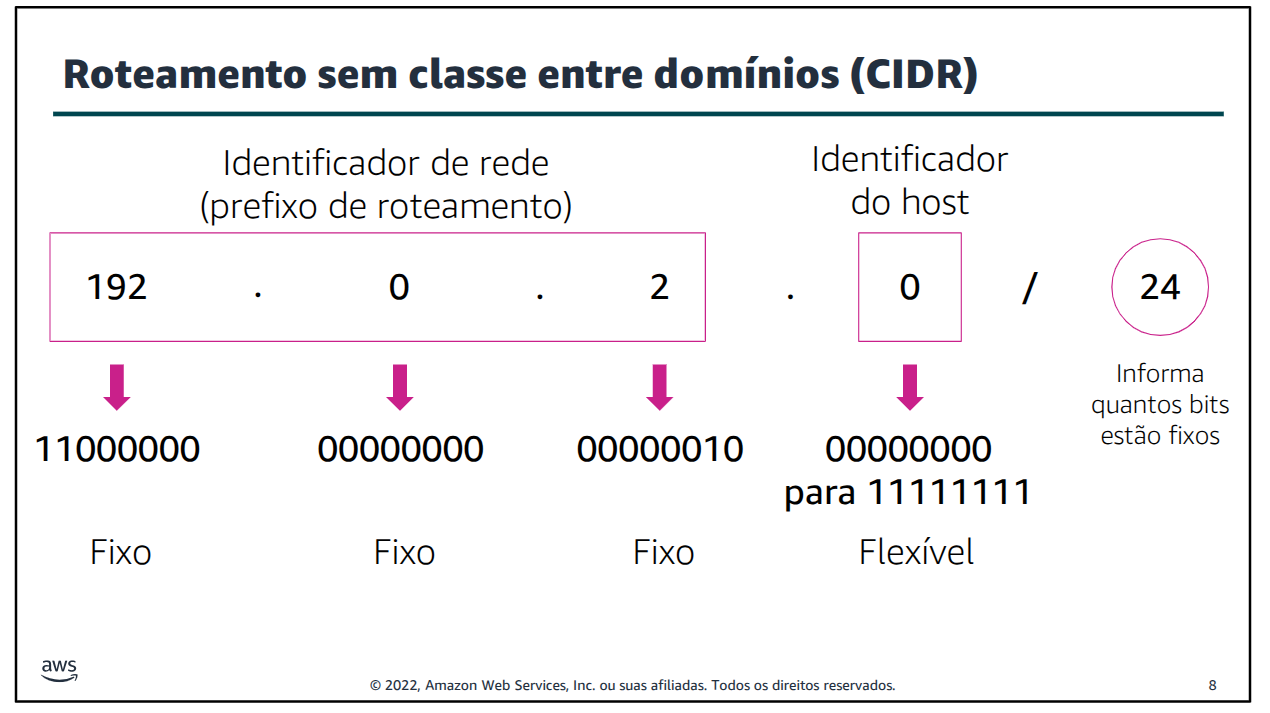 Roteamento sem classe entre domínios (CIDR)
Identificador de rede
(prefixo de roteamento)
Identificador
do host
192 . 0 . 2 . 0 / 24
Informa
quantos bits
estão fixos
11000000 00000000 00000010 00000000
para 11111111
Fixo Fixo Fixo Flexível
aws
© 2022, Amazon Web Services, Inc. ou suas afiliadas. Todos os direitos reservados.
8